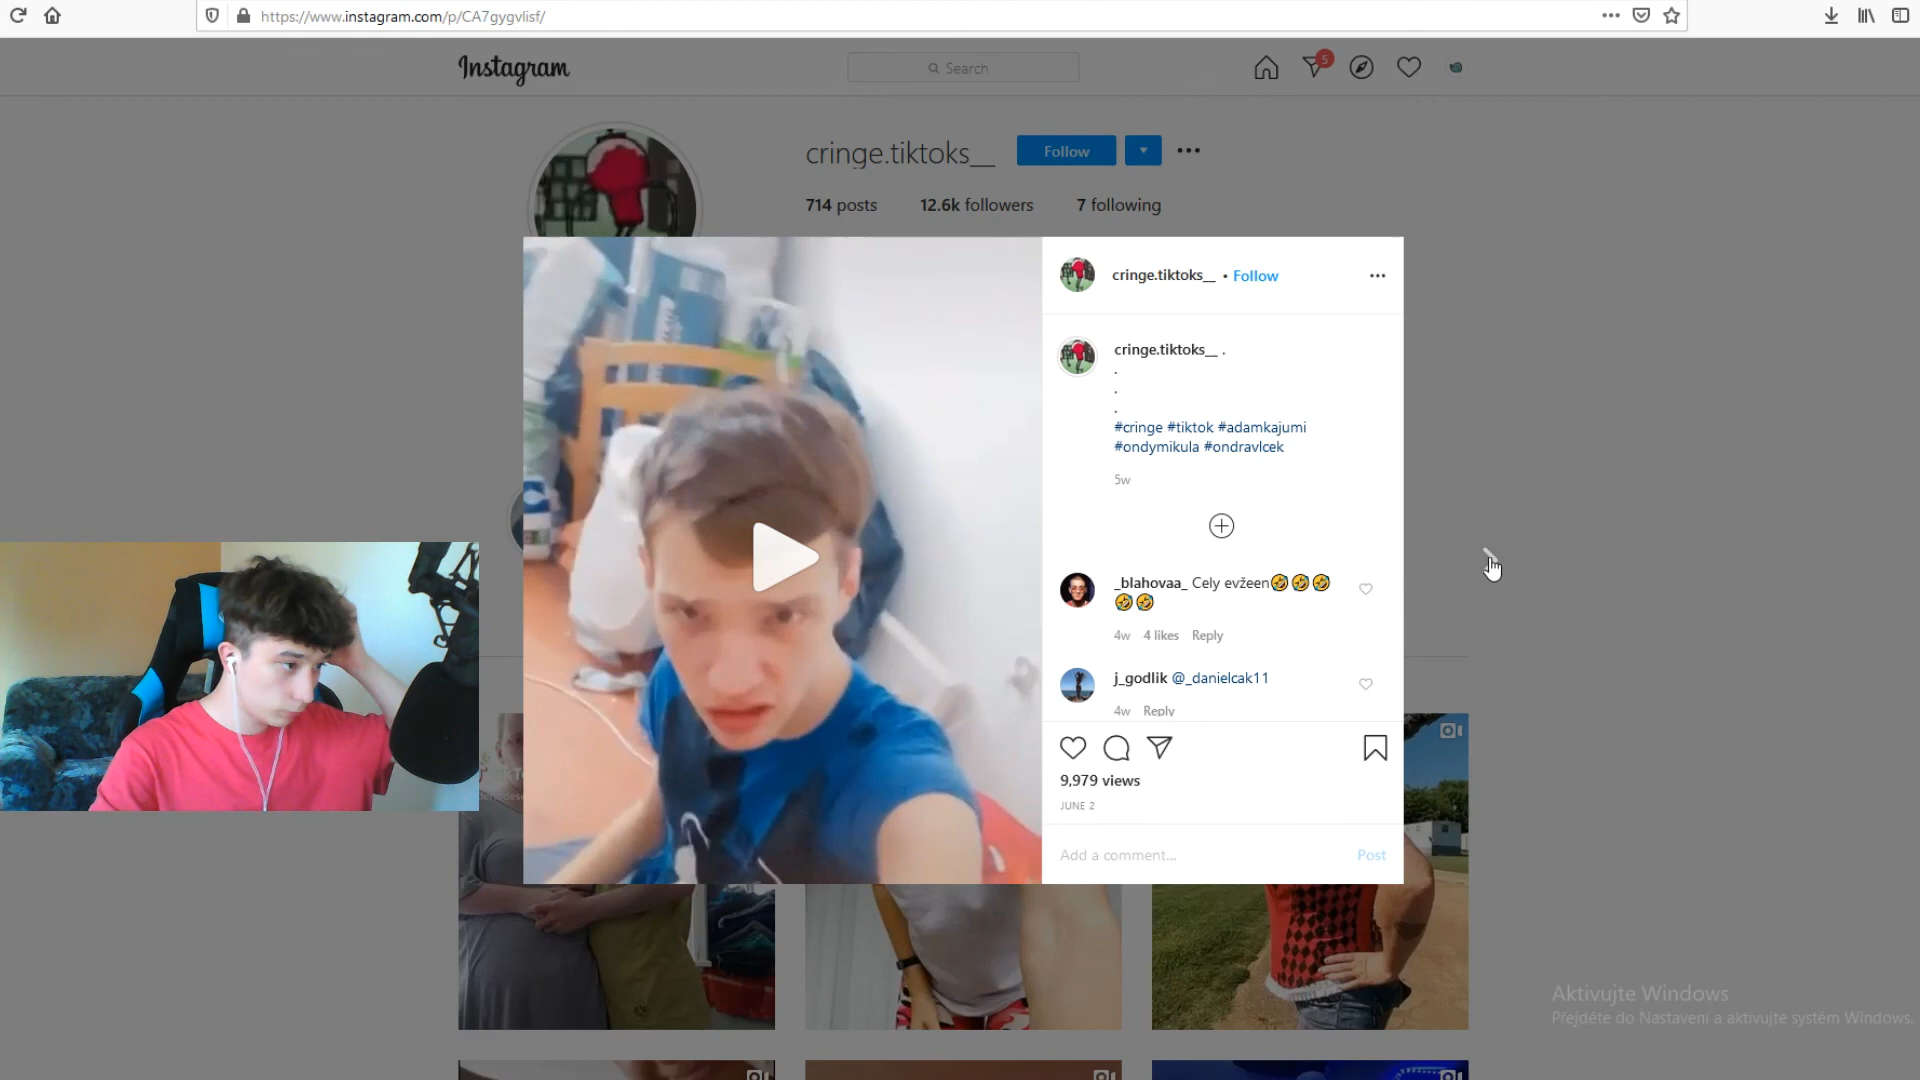 https://www.instagram.com/p/CA7gygvlisf/
Instagram
Search
5
cringe.tiktoks__
Follow
714 posts
12.6k followers
7 following
cringe.tiktoks__ • Follow
cringe.tiktoks__ .
.
.
.
#cringe #tiktok #adamkajumi
#ondymikula #ondravlcek
5w
_blahovaa_ Cely evžeen🤣🤣🤣
🤣🤣
4w 4 likes Reply
j_godlik @_danielcak11
4w Reply
9,979 views
JUNE 2
Add a comment...
Post
Aktivujte Windows
Přejděte do Nastavení a aktivujte systém Windows.